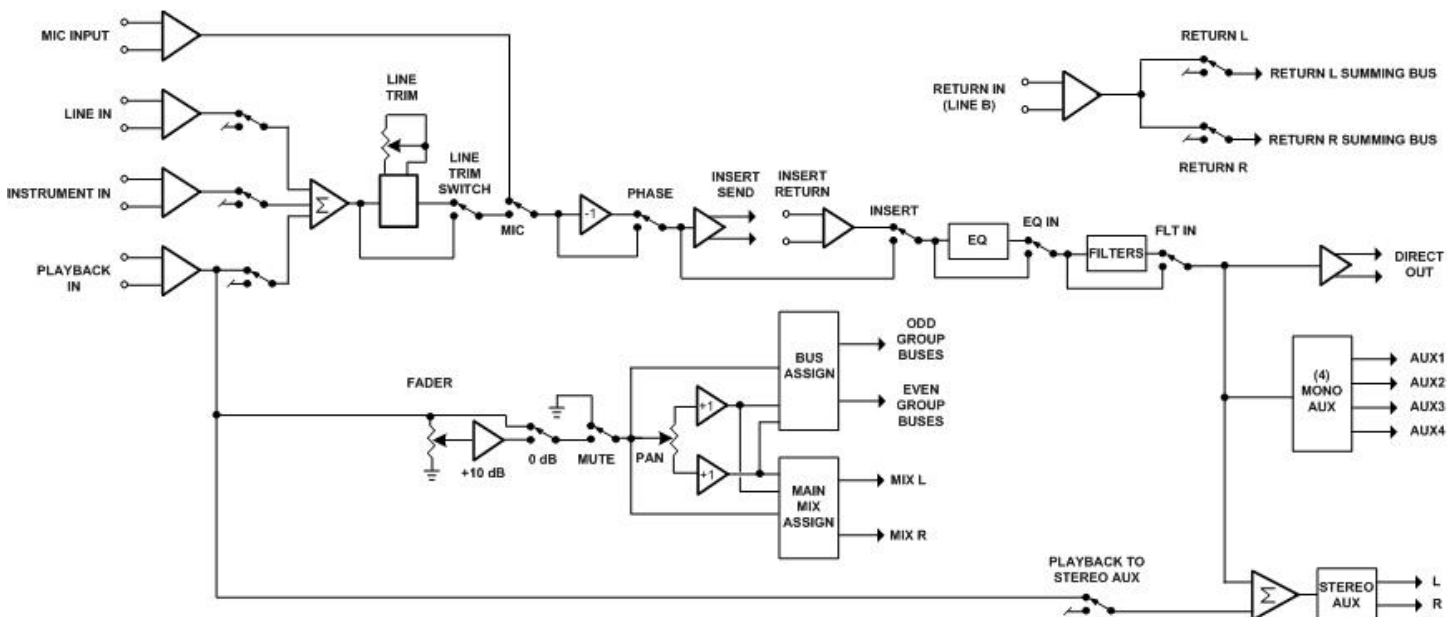 MIC INPUT
LINE IN
INSTRUMENT IN
PLAYBACK
IN
Σ
LINE
TRIM
LINE
TRIM
SWITCH
MIC
-1
PHASE
INSERT
SEND
INSERT
RETURN
INSERT
EQ
EQ IN
FILTERS
FLT IN
RETURN IN
(LINE B)
RETURN L
RETURN L SUMMING BUS
RETURN R SUMMING BUS
RETURN R
DIRECT
OUT
(4)
MONO
AUX
AUX1
AUX2
AUX3
AUX4
FADER
+10 dB
0 dB
MUTE
PAN
+1
+1
BUS
ASSIGN
ODD
GROUP
BUSES
EVEN
GROUP
BUSES
MAIN
MIX
ASSIGN
MIX L
MIX R
PLAYBACK TO
STEREO AUX
Σ
STEREO
AUX
L
R